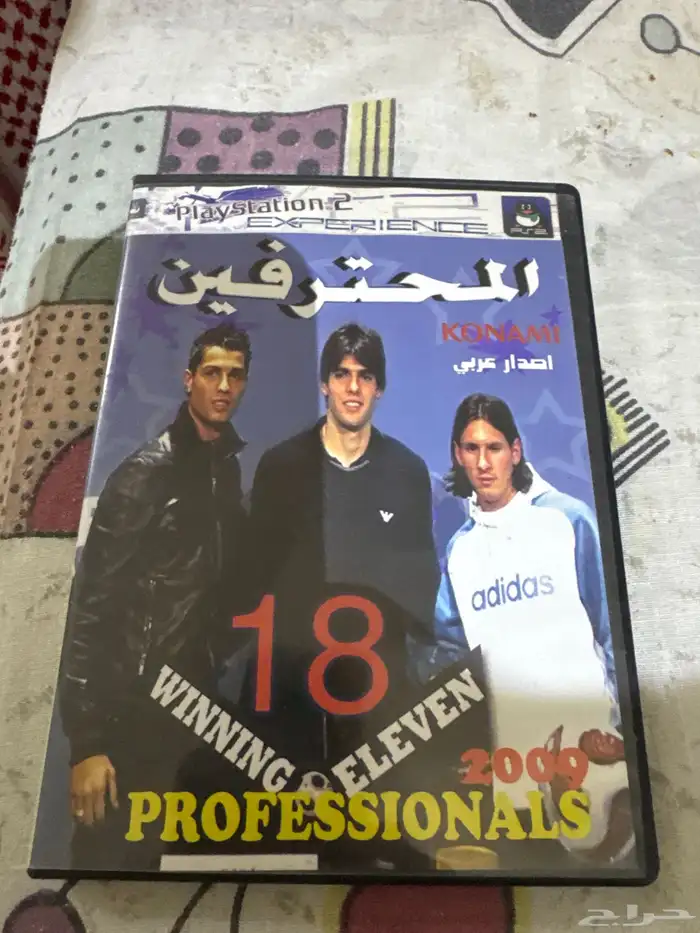 PlayStation 2
EXPERIENCE
PS2
المحترفين
KONAMI
اصدار عربي
adidas
18
WINNING ELEVEN
2009
PROFESSIONALS
حراج